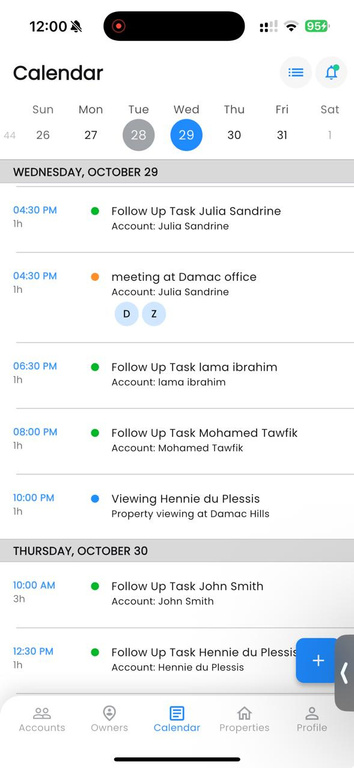 12:00
95
Calendar
Sun Mon Tue Wed Thu Fri Sat
44 26 27 28 29 30 31 1
WEDNESDAY, OCTOBER 29
04:30 PM Follow Up Task Julia Sandrine
1h Account: Julia Sandrine
04:30 PM meeting at Damac office
1h Account: Julia Sandrine
D Z
06:30 PM Follow Up Task lama ibrahim
1h Account: lama ibrahim
08:00 PM Follow Up Task Mohamed Tawfik
1h Account: Mohamed Tawfik
10:00 PM Viewing Hennie du Plessis
1h Property viewing at Damac Hills
THURSDAY, OCTOBER 30
10:00 AM Follow Up Task John Smith
3h Account: John Smith
12:30 PM Follow Up Task Hennie du Plessis
1h Account: Hennie du Plessis
Accounts Owners Calendar Properties Profile